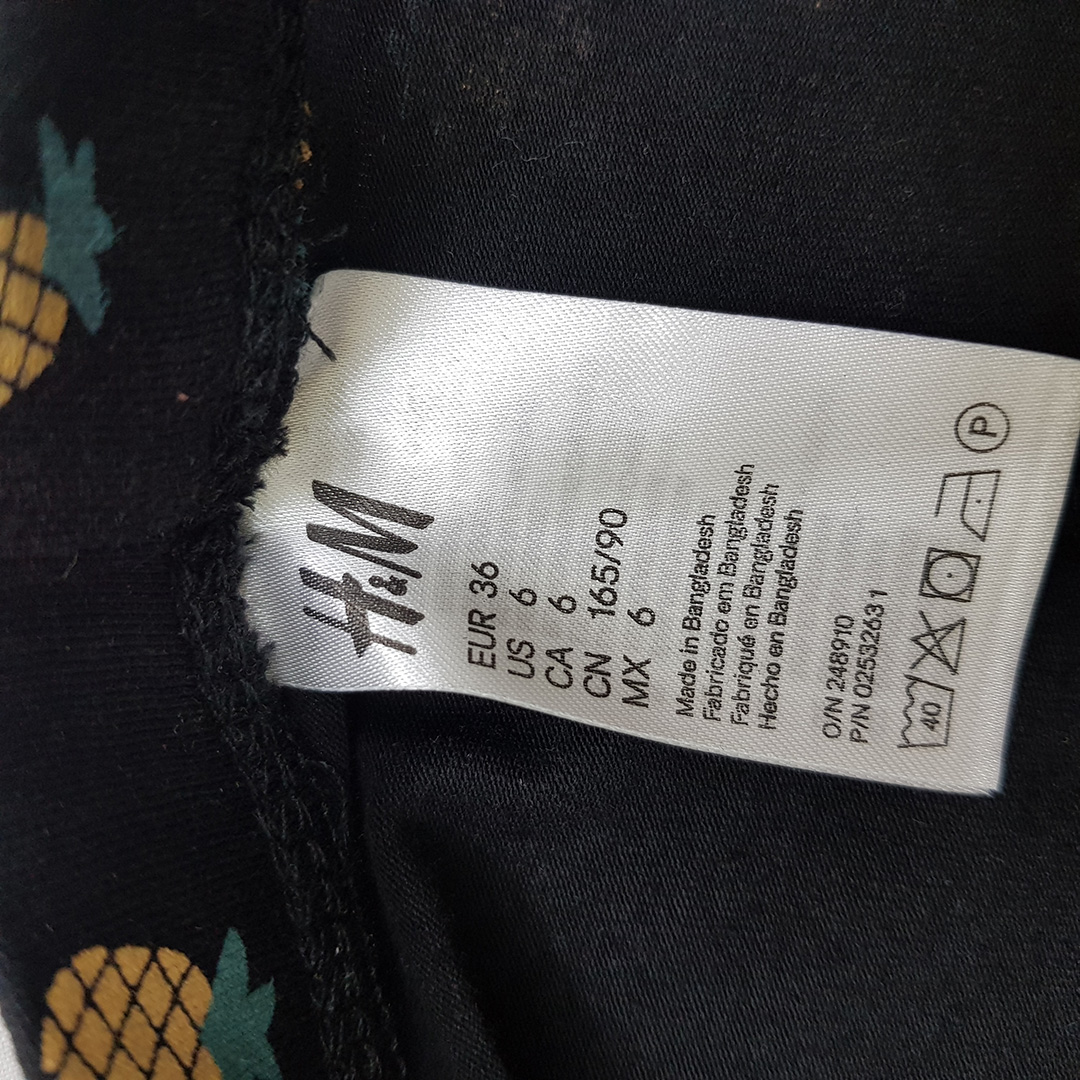 H&M
EUR 36
US 6
CA 6
CN 165/90
MX 6
Made in Bangladesh
Fabricado em Bangladesh
Fabriqué en Bangladesh
Hecho en Bangladesh
O/N 248910
P/N 02532631
40
P